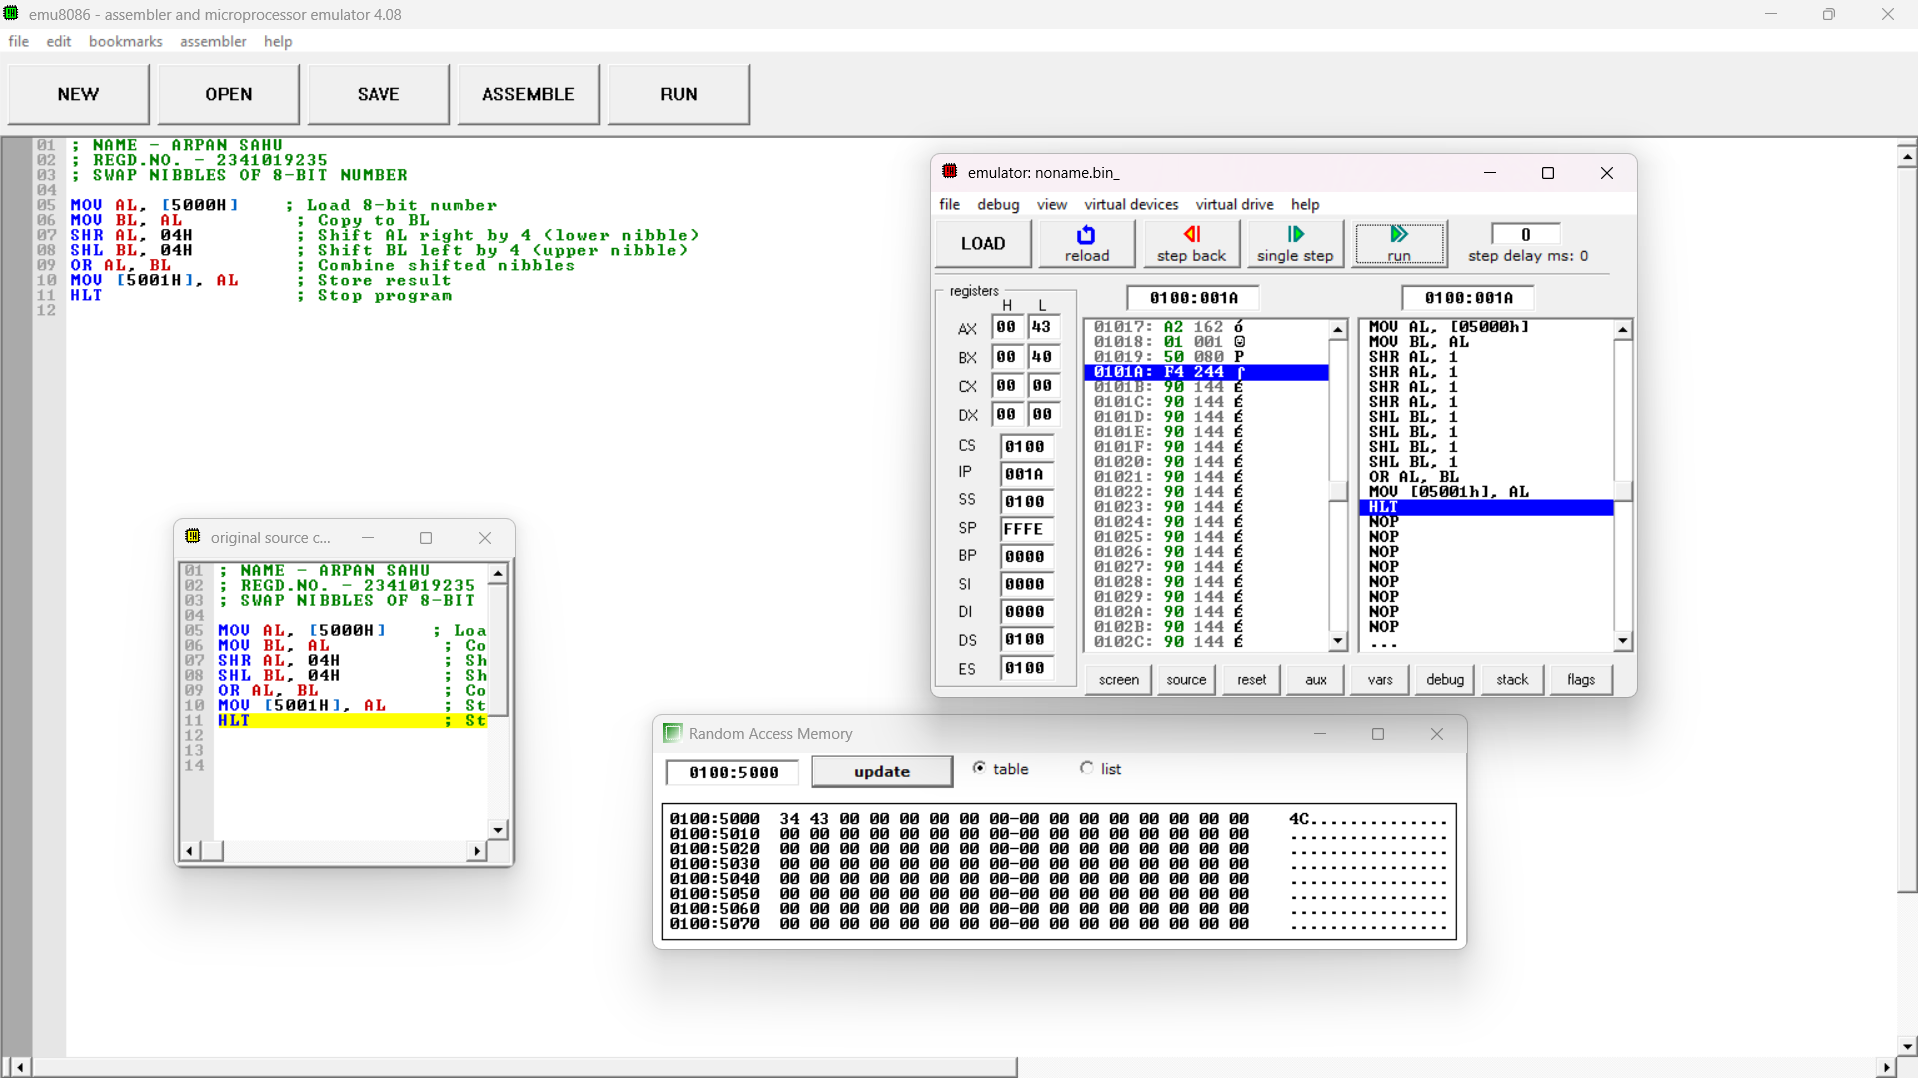 emu8086 - assembler and microprocessor emulator 4.08
file edit bookmarks assembler help
NEW OPEN SAVE ASSEMBLE RUN
01 ; NAME - ARPAN SAHU
02 ; REGD.NO. - 2341019235
03 ; SWAP NIBBLES OF 8-BIT NUMBER
04
05 MOV AL, [5000H] ; Load 8-bit number
06 MOV BL, AL ; Copy to BL
07 SHR AL, 04H ; Shift AL right by 4 (lower nibble)
08 SHL BL, 04H ; Shift BL left by 4 (upper nibble)
09 OR AL, BL ; Combine shifted nibbles
10 MOV [5001H], AL ; Store result
11 HLT ; Stop program
12
original source c...
01 ; NAME - ARPAN SAHU
02 ; REGD.NO. - 2341019235
03 ; SWAP NIBBLES OF 8-BIT
04
05 MOV AL, [5000H] ; Loa
06 MOV BL, AL ; Co
07 SHR AL, 04H ; Sh
08 SHL BL, 04H ; Sh
09 OR AL, BL ; Co
10 MOV [5001H], AL ; St
11 HLT ; St
12
13
14
emulator: noname.bin_
file debug view virtual devices virtual drive help
LOAD reload step back single step run 0 step delay ms: 0
registers
H L
AX 00 43
BX 00 40
CX 00 00
DX 00 00
CS 0100
IP 001A
SS 0100
SP FFFE
BP 0000
SI 0000
DI 0000
DS 0100
ES 0100
0100:001A
01017: A2 162 ó
01018: 01 001 ☺
01019: 50 080 P
0101A: F4 244 ⌠
0101B: 90 144 É
0101C: 90 144 É
0101D: 90 144 É
0101E: 90 144 É
0101F: 90 144 É
01020: 90 144 É
01021: 90 144 É
01022: 90 144 É
01023: 90 144 É
01024: 90 144 É
01025: 90 144 É
01026: 90 144 É
01027: 90 144 É
01028: 90 144 É
01029: 90 144 É
0102A: 90 144 É
0102B: 90 144 É
0102C: 90 144 É
0100:001A
MOV AL, [05000h]
MOV BL, AL
SHR AL, 1
SHR AL, 1
SHR AL, 1
SHR AL, 1
SHL BL, 1
SHL BL, 1
SHL BL, 1
SHL BL, 1
OR AL, BL
MOV [05001h], AL
HLT
NOP
NOP
NOP
NOP
NOP
NOP
NOP
NOP
...
screen source reset aux vars debug stack flags
Random Access Memory
0100:5000 update table list
0100:5000 34 43 00 00 00 00 00 00-00 00 00 00 00 00 00 00 4C..............
0100:5010 00 00 00 00 00 00 00 00-00 00 00 00 00 00 00 00 ................
0100:5020 00 00 00 00 00 00 00 00-00 00 00 00 00 00 00 00 ................
0100:5030 00 00 00 00 00 00 00 00-00 00 00 00 00 00 00 00 ................
0100:5040 00 00 00 00 00 00 00 00-00 00 00 00 00 00 00 00 ................
0100:5050 00 00 00 00 00 00 00 00-00 00 00 00 00 00 00 00 ................
0100:5060 00 00 00 00 00 00 00 00-00 00 00 00 00 00 00 00 ................
0100:5070 00 00 00 00 00 00 00 00-00 00 00 00 00 00 00 00 ................